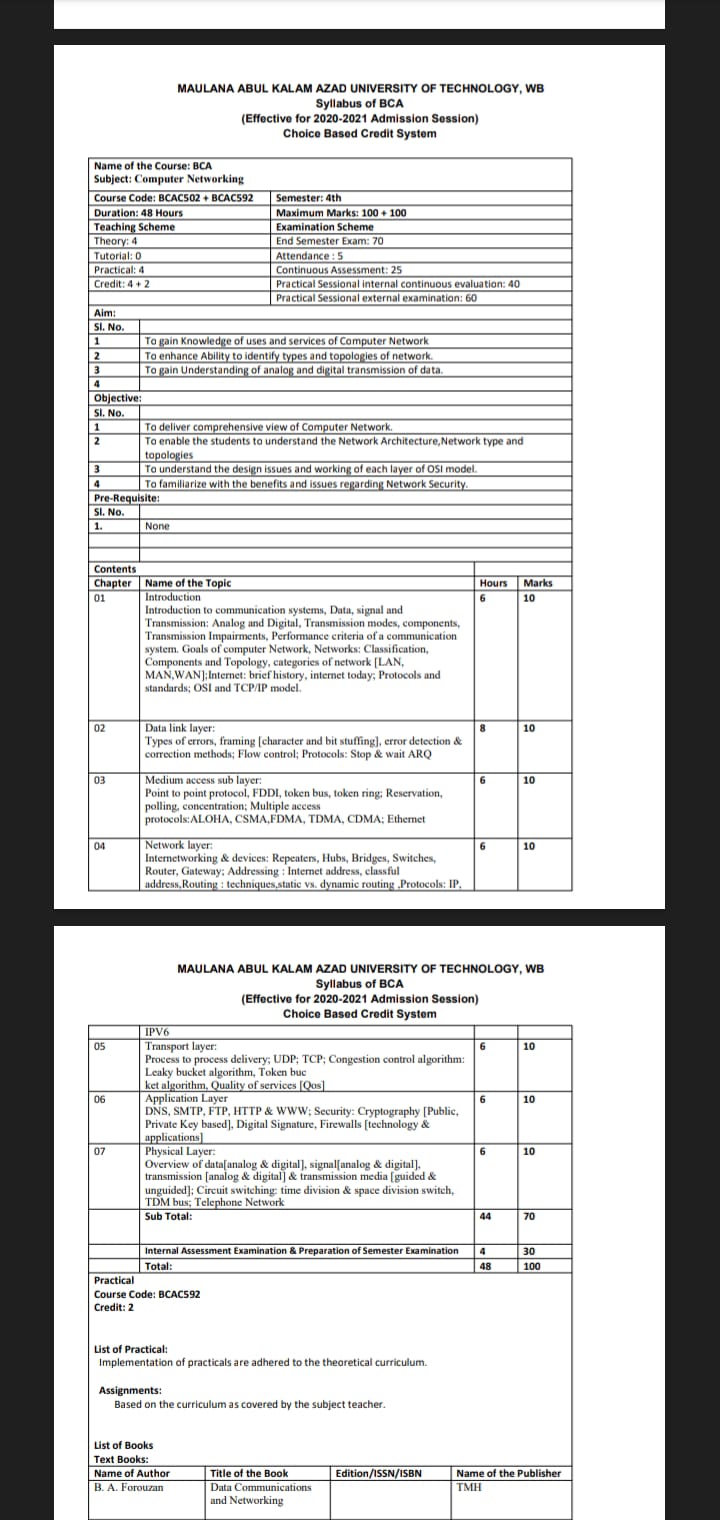 MAULANA ABUL KALAM AZAD UNIVERSITY OF TECHNOLOGY, WB
Syllabus of BCA
(Effective for 2020-2021 Admission Session)
Choice Based Credit System
Name of the Course: BCA
Subject: Computer Networking
Course Code: BCAC502 + BCAC592 Semester: 4th
Duration: 48 Hours Maximum Marks: 100 + 100
Teaching Scheme Examination Scheme
Theory: 4 End Semester Exam: 70
Tutorial: 0 Attendance : 5
Practical: 4 Continuous Assessment: 25
Credit: 4 + 2 Practical Sessional internal continuous evaluation: 40
Practical Sessional external examination: 60
Aim:
Sl. No.
1 To gain Knowledge of uses and services of Computer Network
2 To enhance Ability to identify types and topologies of network.
3 To gain Understanding of analog and digital transmission of data.
4
Objective:
Sl. No.
1 To deliver comprehensive view of Computer Network.
2 To enable the students to understand the Network Architecture,Network type and
topologies
3 To understand the design issues and working of each layer of OSI model.
4 To familiarize with the benefits and issues regarding Network Security.
Pre-Requisite:
Sl. No.
1. None
Contents
Chapter Name of the Topic Hours Marks
01 Introduction 6 10
Introduction to communication systems, Data, signal and
Transmission: Analog and Digital, Transmission modes, components,
Transmission Impairments, Performance criteria of a communication
system. Goals of computer Network, Networks: Classification,
Components and Topology, categories of network [LAN,
MAN,WAN];Internet: brief history, internet today; Protocols and
standards; OSI and TCP/IP model.
02 Data link layer: 8 10
Types of errors, framing [character and bit stuffing], error detection &
correction methods; Flow control; Protocols: Stop & wait ARQ
03 Medium access sub layer: 6 10
Point to point protocol, FDDI, token bus, token ring; Reservation,
polling, concentration; Multiple access
protocols:ALOHA, CSMA,FDMA, TDMA, CDMA; Ethernet
04 Network layer: 6 10
Internetworking & devices: Repeaters, Hubs, Bridges, Switches,
Router, Gateway; Addressing : Internet address, classful
address,Routing : techniques,static vs. dynamic routing ,Protocols: IP,
MAULANA ABUL KALAM AZAD UNIVERSITY OF TECHNOLOGY, WB
Syllabus of BCA
(Effective for 2020-2021 Admission Session)
Choice Based Credit System
IPV6
05 Transport layer: 6 10
Process to process delivery; UDP; TCP; Congestion control algorithm:
Leaky bucket algorithm, Token buc
ket algorithm, Quality of services [Qos]
06 Application Layer 6 10
DNS, SMTP, FTP, HTTP & WWW; Security: Cryptography [Public,
Private Key based], Digital Signature, Firewalls [technology &
applications]
07 Physical Layer: 6 10
Overview of data[analog & digital], signal[analog & digital],
transmission [analog & digital] & transmission media [guided &
unguided]; Circuit switching: time division & space division switch,
TDM bus; Telephone Network
Sub Total: 44 70
Internal Assessment Examination & Preparation of Semester Examination 4 30
Total: 48 100
Practical
Course Code: BCAC592
Credit: 2
List of Practical:
Implementation of practicals are adhered to the theoretical curriculum.
Assignments:
Based on the curriculum as covered by the subject teacher.
List of Books
Text Books:
Name of Author Title of the Book Edition/ISSN/ISBN Name of the Publisher
B. A. Forouzan Data Communications TMH
and Networking